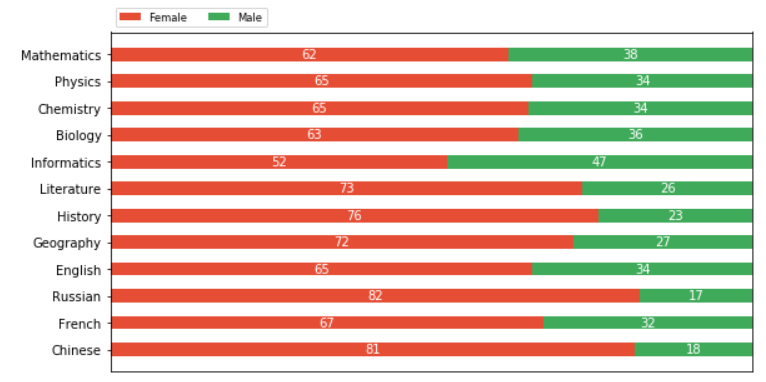 Female Male
Mathematics 62 38
Physics 65 34
Chemistry 65 34
Biology 63 36
Informatics 52 47
Literature 73 26
History 76 23
Geography 72 27
English 65 34
Russian 82 17
French 67 32
Chinese 81 18